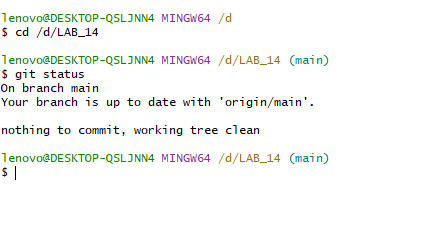 lenovo@DESKTOP-QSLJNN4 MINGW64 /d
$ cd /d/LAB_14
lenovo@DESKTOP-QSLJNN4 MINGW64 /d/LAB_14 (main)
$ git status
On branch main
Your branch is up to date with 'origin/main'.
nothing to commit, working tree clean
lenovo@DESKTOP-QSLJNN4 MINGW64 /d/LAB_14 (main)
$